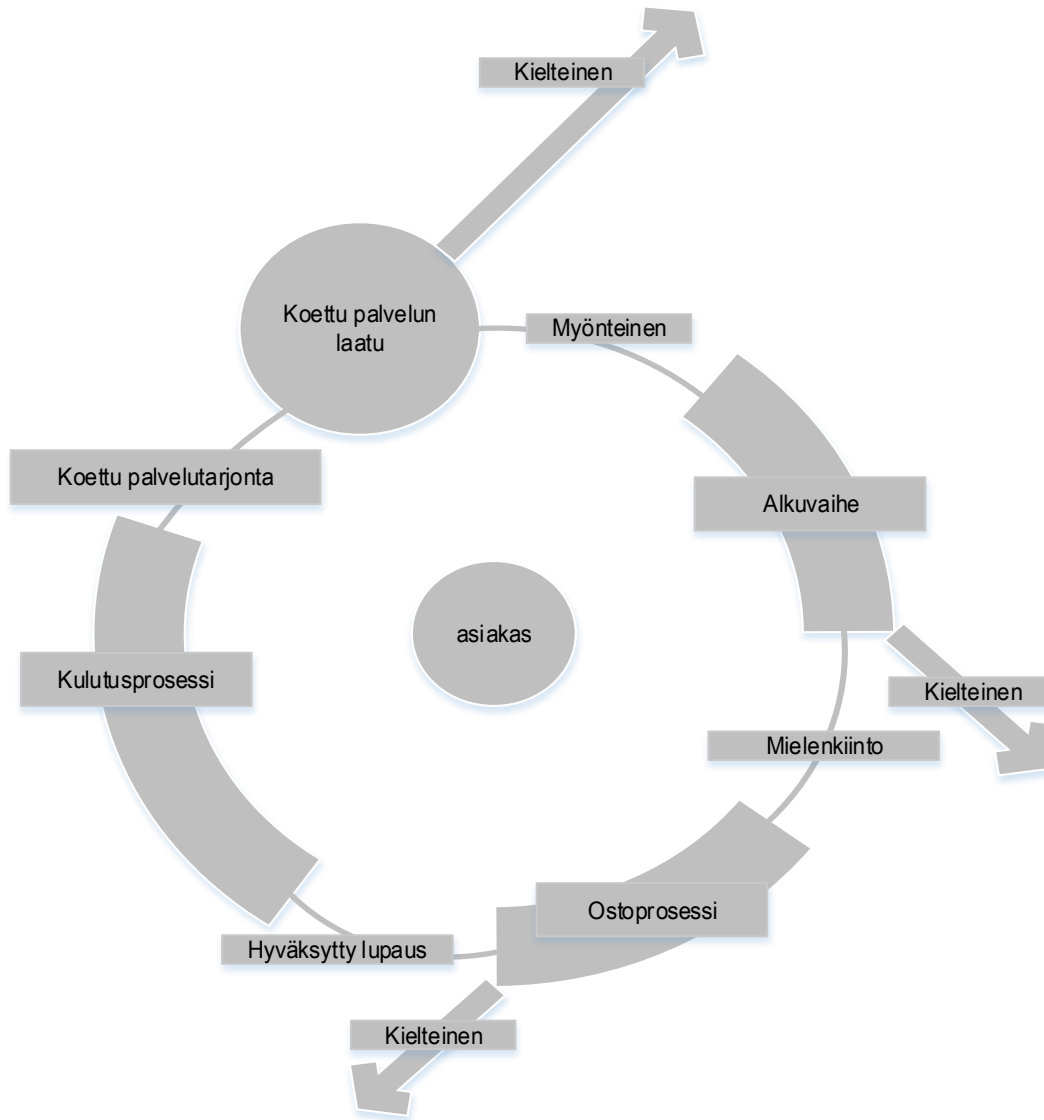 Kielteinen
Koettu palvelun
laatu
Myönteinen
Koettu palvelutarjonta
Alkuvaihe
asiakas
Kulutusprosessi
Kielteinen
Mielenkiinto
Ostoprosessi
Hyväksytty lupaus
Kielteinen